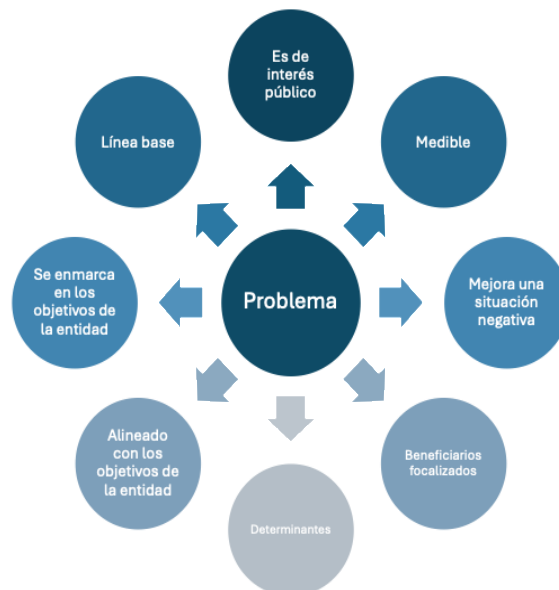 Es de
interés
público
Línea base
Medible
Se enmarca
en los
objetivos de
la entidad
Problema
Mejora una
situación
negativa
Alineado
con los
objetivos de
la entidad
Beneficiarios
focalizados
Determinantes